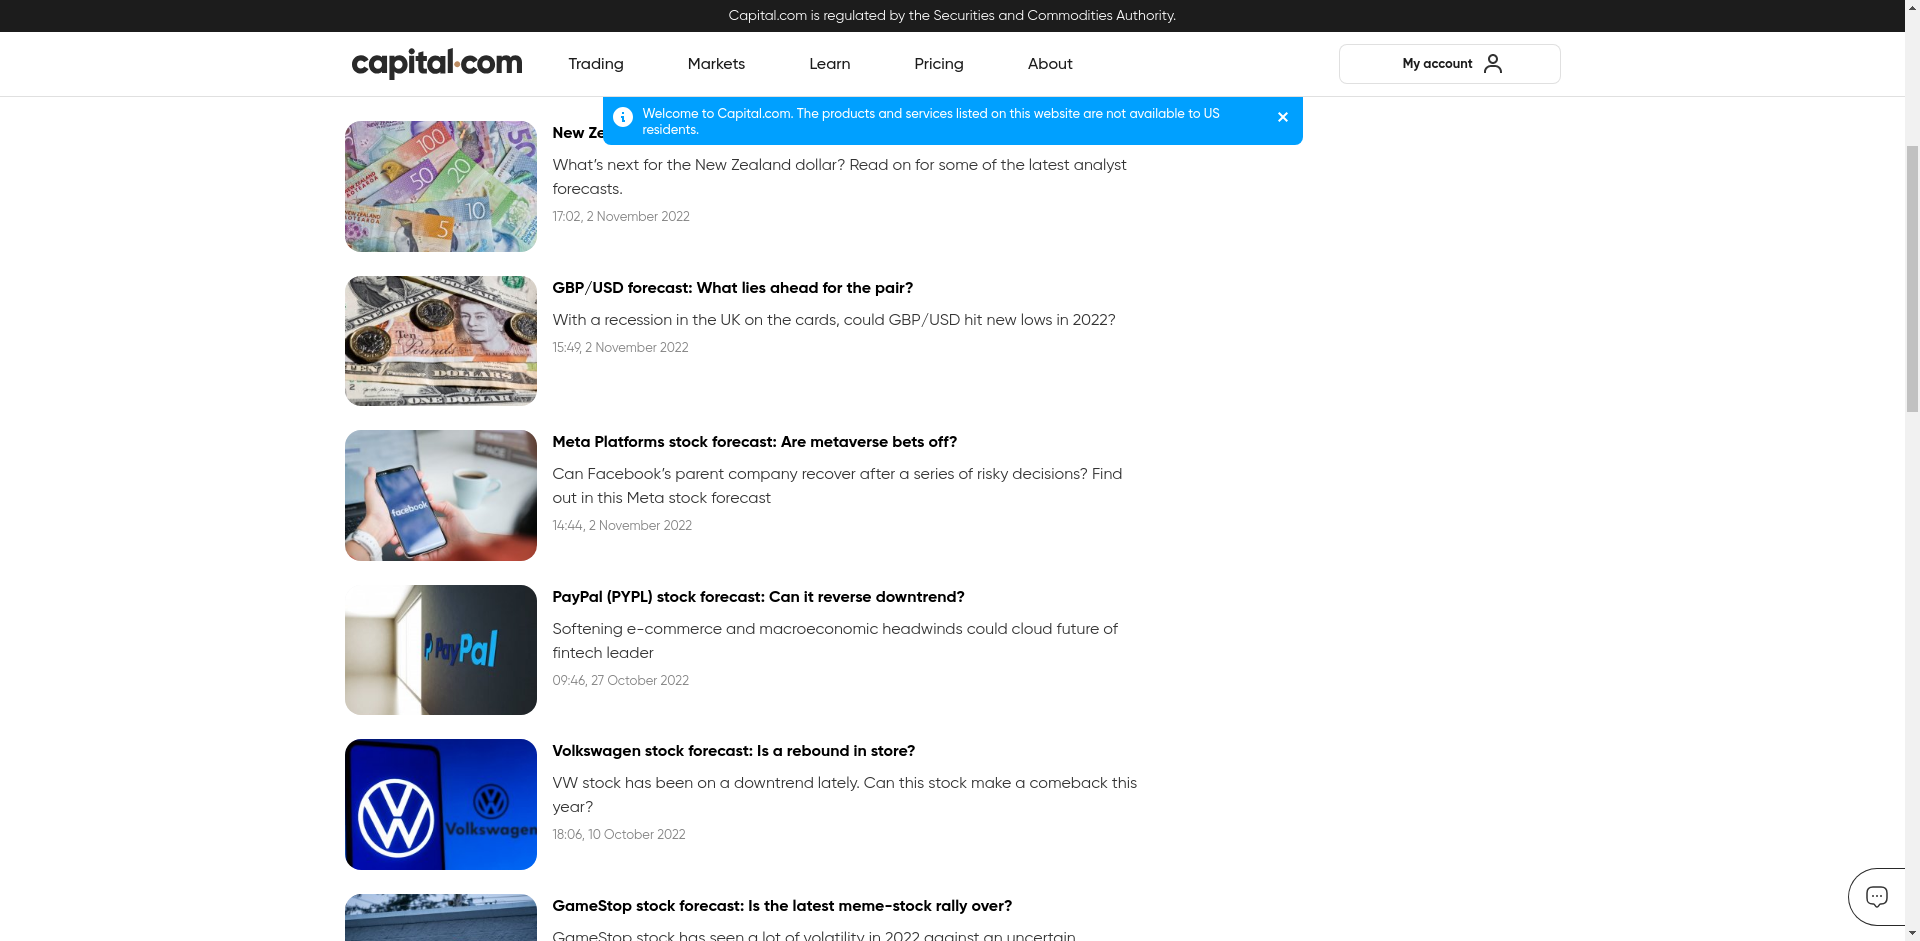 Capital.com is regulated by the Securities and Commodities Authority.
capital.com
Trading
Markets
Learn
Pricing
About
My account
Welcome to Capital.com. The products and services listed on this website are not available to US
residents.
New Ze
What's next for the New Zealand dollar? Read on for some of the latest analyst
forecasts.
17:02, 2 November 2022
GBP/USD forecast: What lies ahead for the pair?
With a recession in the UK on the cards, could GBP/USD hit new lows in 2022?
15:49, 2 November 2022
Meta Platforms stock forecast: Are metaverse bets off?
Can Facebook's parent company recover after a series of risky decisions? Find
out in this Meta stock forecast
14:44, 2 November 2022
facebook
PayPal (PYPL) stock forecast: Can it reverse downtrend?
Softening e-commerce and macroeconomic headwinds could cloud future of
fintech leader
09:46, 27 October 2022
PayPal
Volkswagen stock forecast: Is a rebound in store?
VW stock has been on a downtrend lately. Can this stock make a comeback this
year?
18:06, 10 October 2022
Volkswagen
GameStop stock forecast: Is the latest meme-stock rally over?
GameStop stock has seen a lot of volatility in 2022 against an uncertain